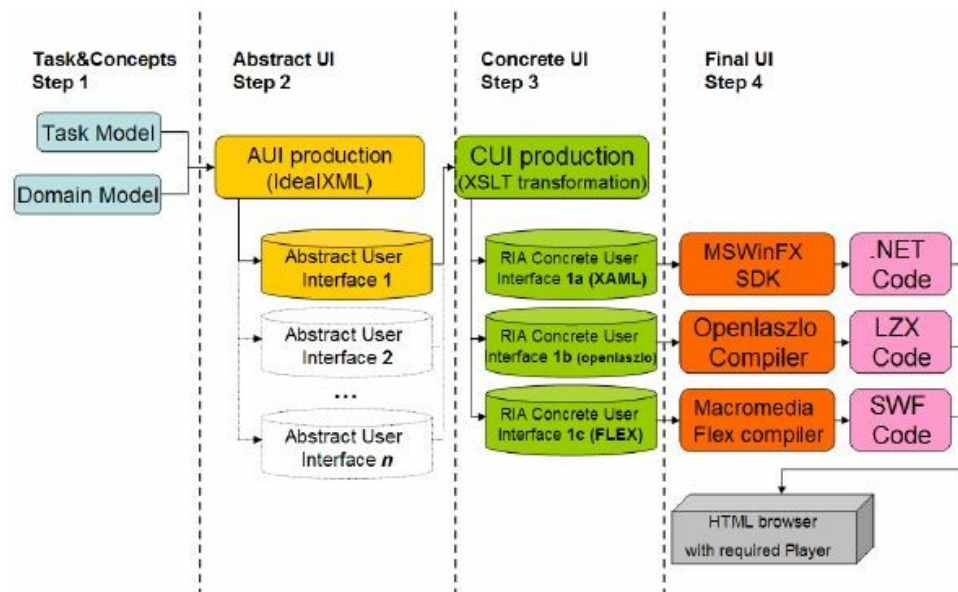 Task&Concepts
Step 1
Abstract UI
Step 2
Concrete UI
Step 3
Final UI
Step 4
Task Model
Domain Model
AUI production
(IdealXML)
CUI production
(XSLT transformation)
Abstract User
Interface 1
Abstract User
Interface 2
...
Abstract User
Interface n
RIA Concrete User
Interface 1a (XAML)
RIA Concrete User
Interface 1b (openlaszlo)
RIA Concrete User
Interface 1c (FLEX)
MSWinFX
SDK
.NET
Code
Openlaszlo
Compiler
LZX
Code
Macromedia
Flex compiler
SWF
Code
HTML browser
with required Player